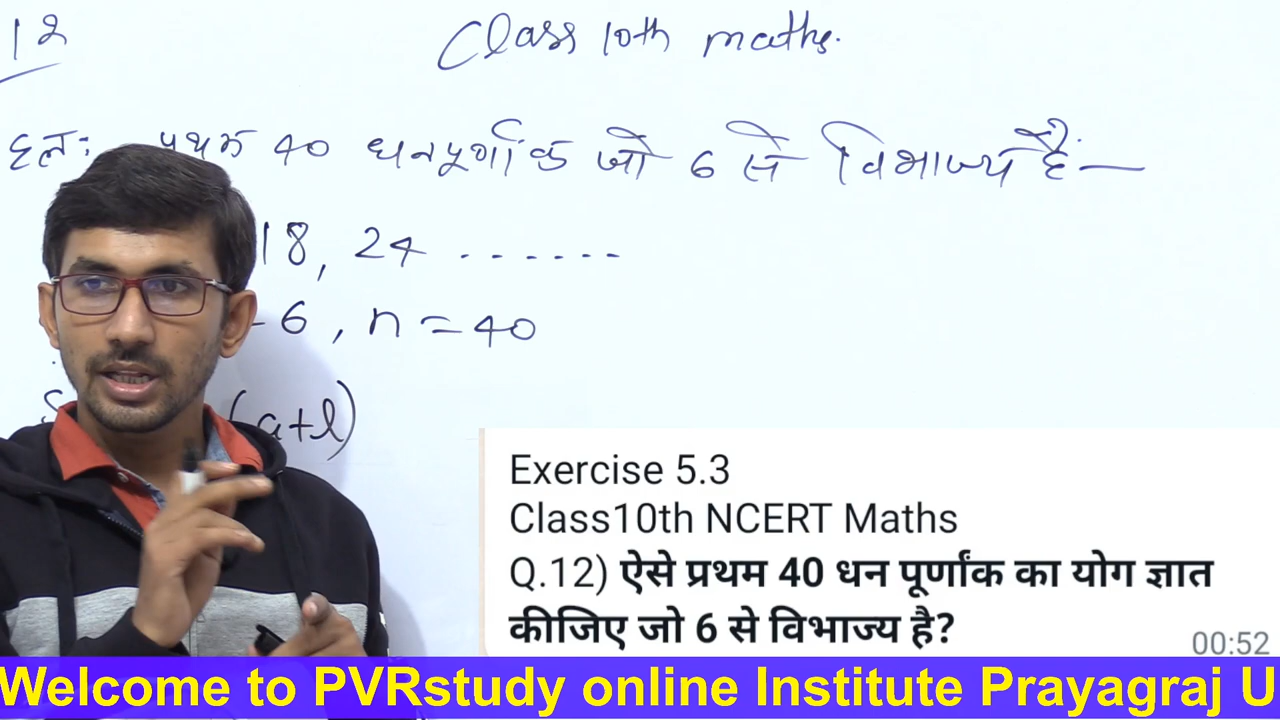 12
Class 10th maths.
हलः प्रथम 40 धनपूर्णांक जो 6 से विभाज्य हैं:—
18, 24 .......
6, n = 40
S (a+l)
Exercise 5.3
Class10th NCERT Maths
Q.12) ऐसे प्रथम 40 धन पूर्णांक का योग ज्ञात
कीजिए जो 6 से विभाज्य है?
00:52
Welcome to PVRstudy online Institute Prayagraj U